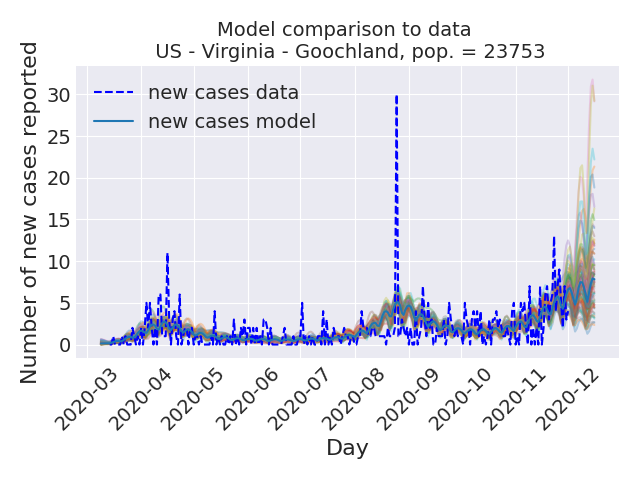 Model comparison to data
US - Virginia - Goochland, pop. = 23753
Number of new cases reported
30
25
20
15
10
5
0
new cases data
new cases model
2020-03
2020-04
2020-05
2020-06
2020-07
2020-08
2020-09
2020-10
2020-11
2020-12
Day